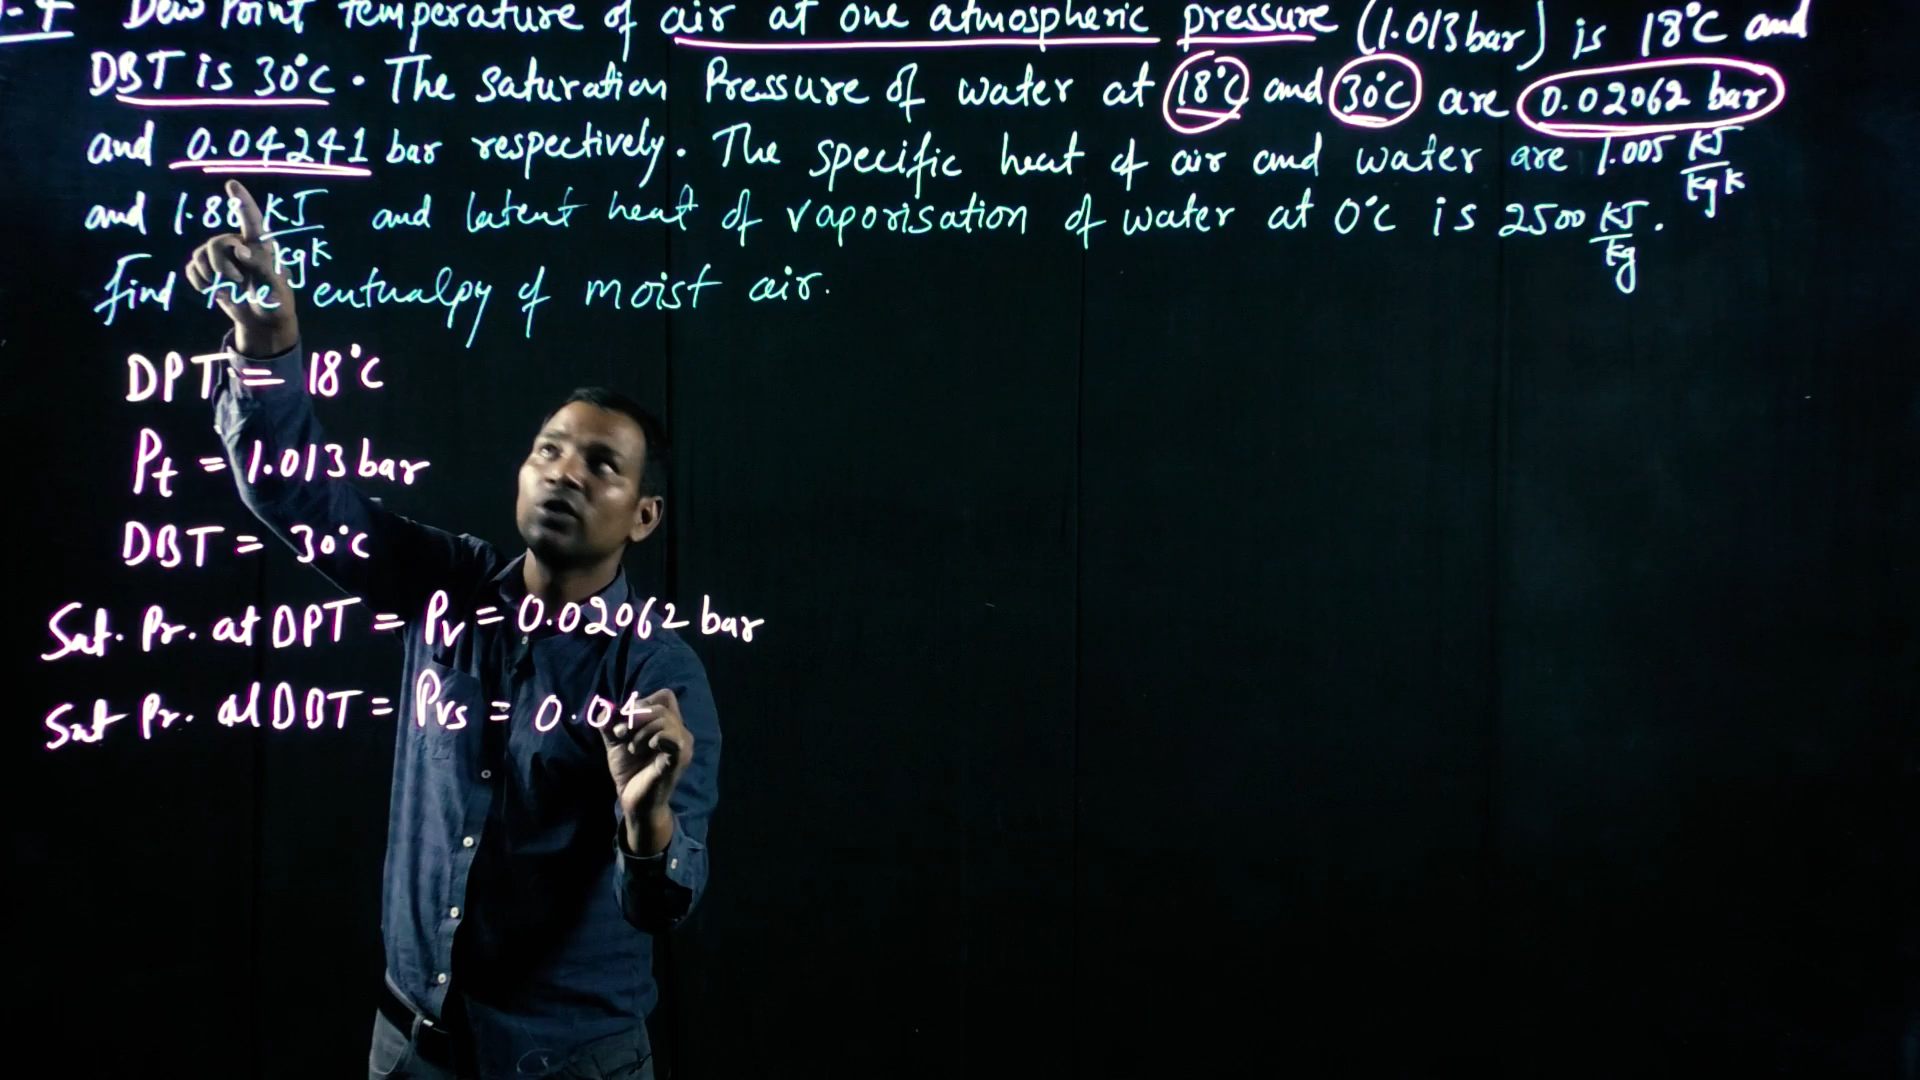 Dew Point temperature of air at one atmospheric pressure (1.013 bar) is 18°C and
DBT is 30°C. The saturation Pressure of water at 18°C and 30°C are 0.02062 bar
and 0.04241 bar respectively. The specific heat of air and water are 1.005 KJ/kgK
and 1.88 KJ/kgK and latent heat of vaporisation of water at 0°C is 2500 KJ/kg.
find the enthalpy of moist air.
DPT = 18°C
Pt = 1.013 bar
DBT = 30°C
Sat. Pr. at DPT = Pv = 0.02062 bar
Sat Pr. at DBT = Pvs = 0.04